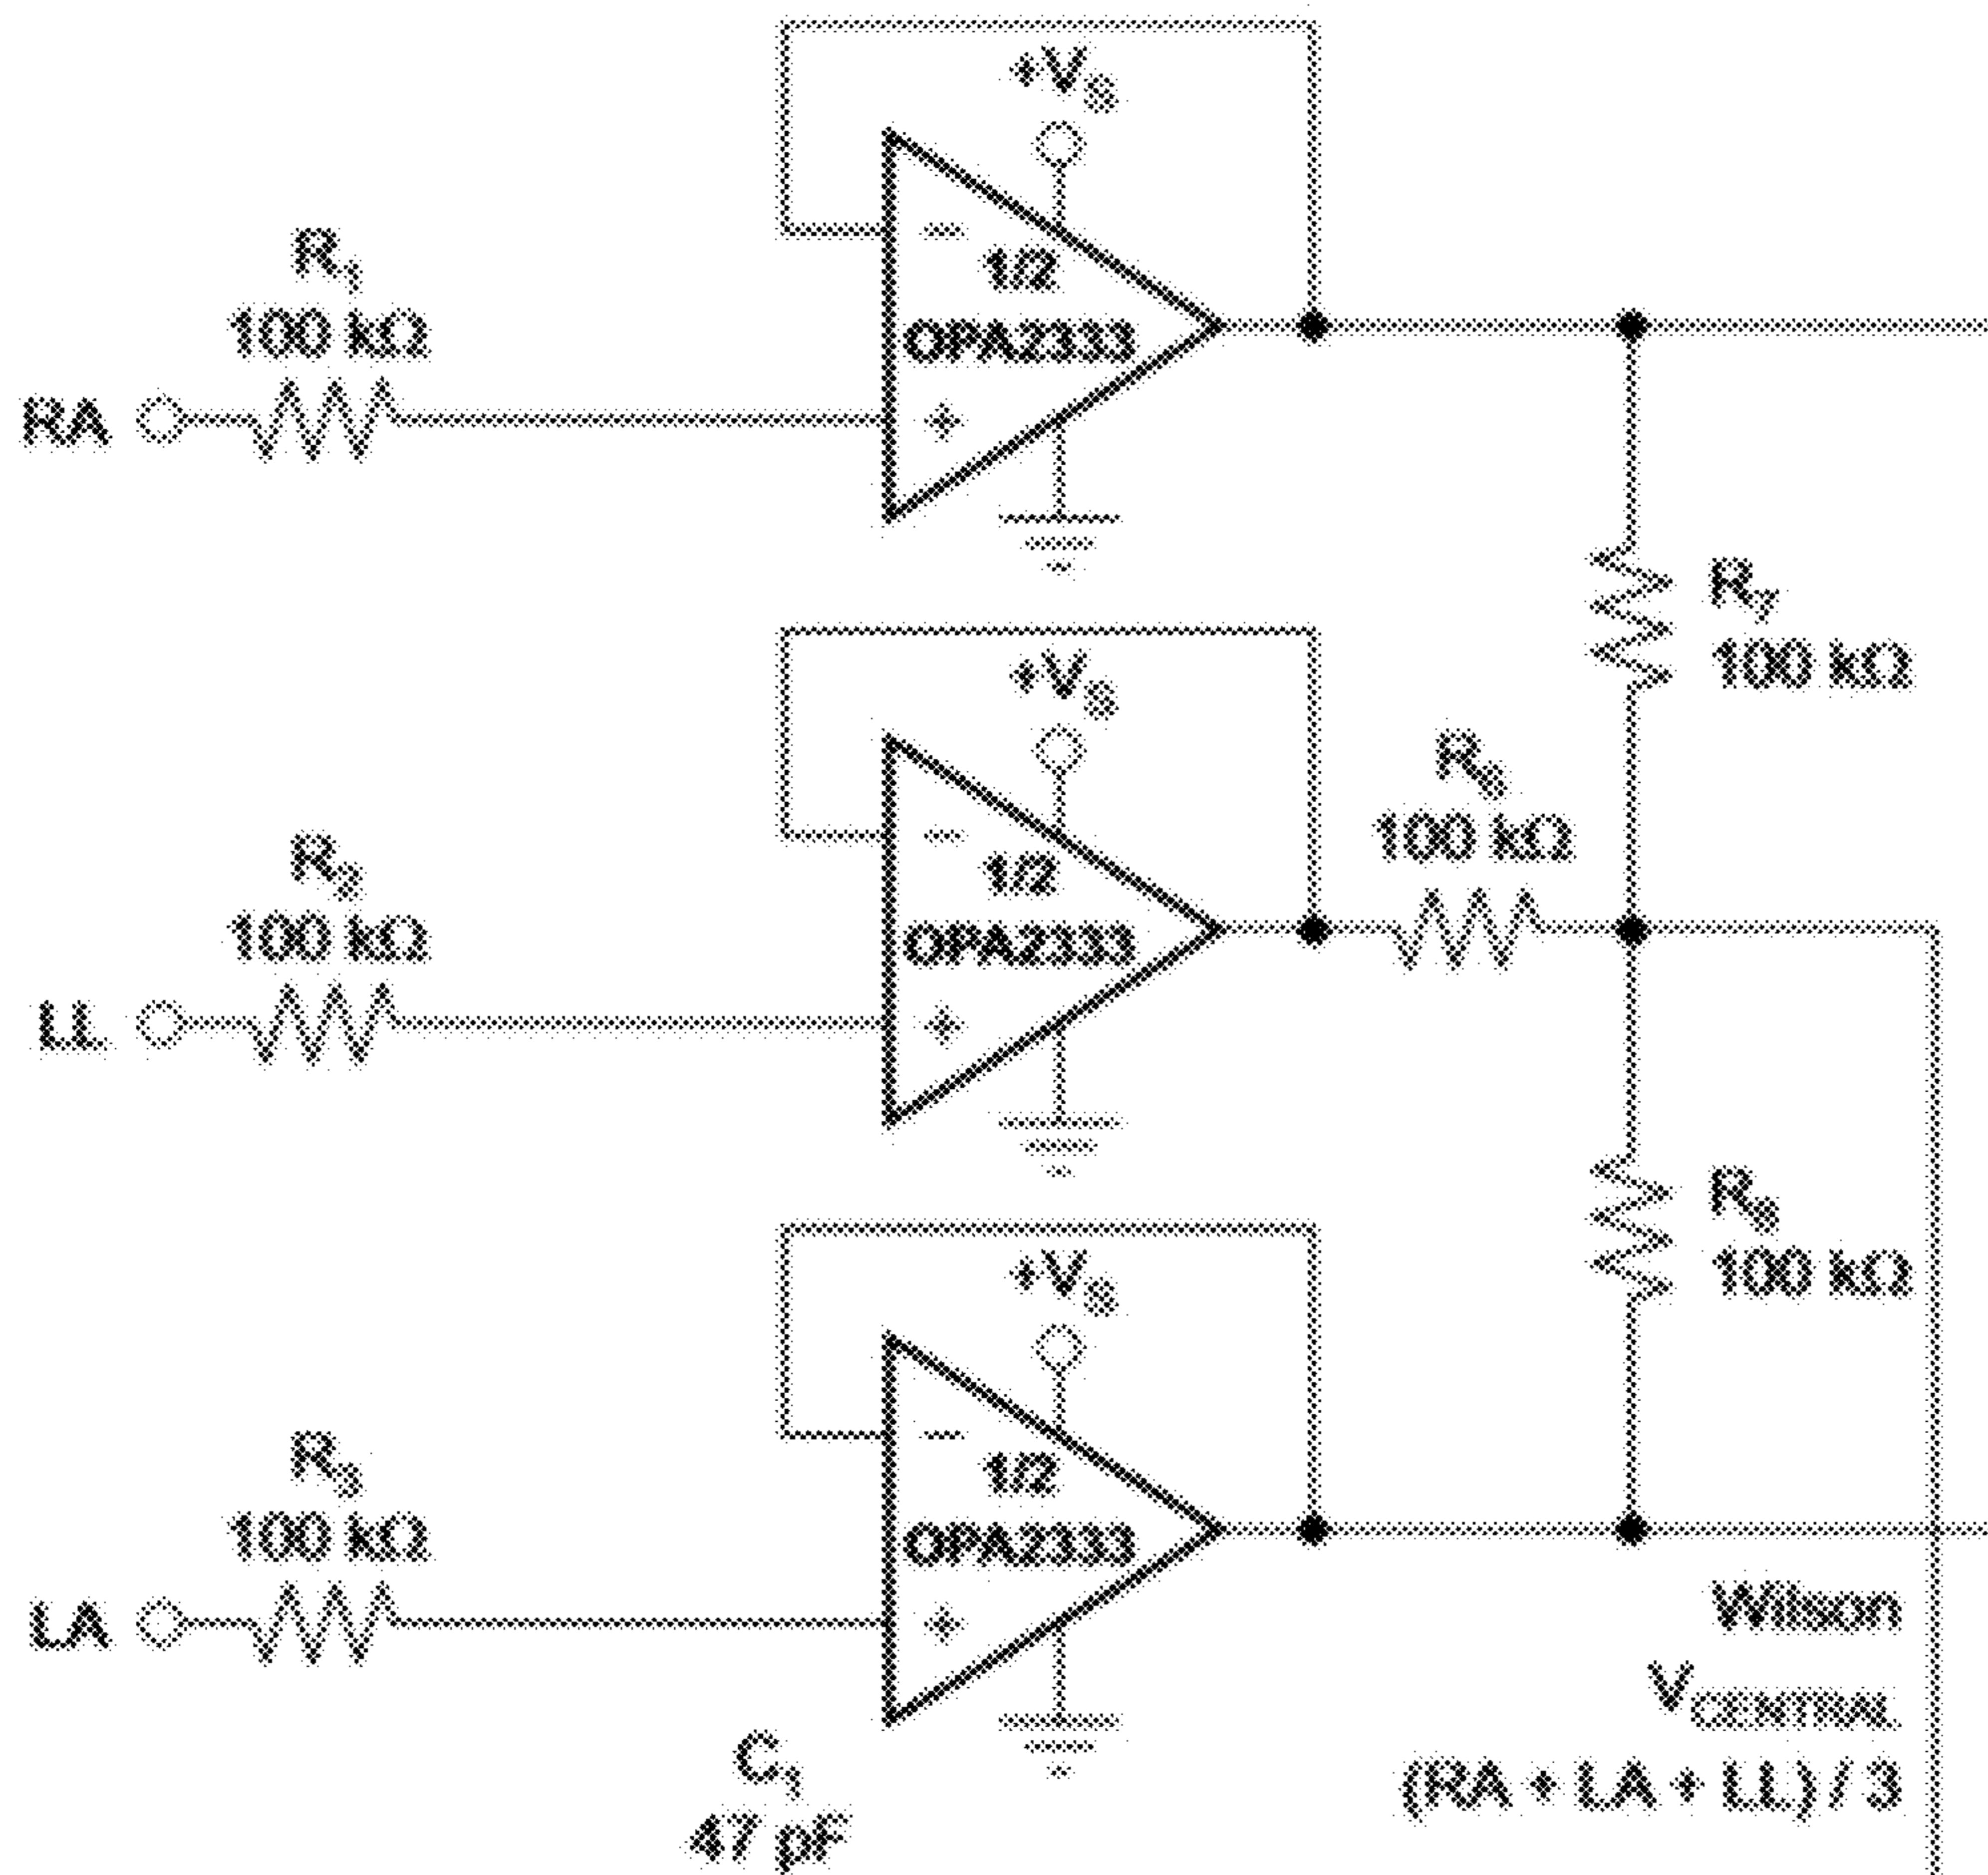 +VS
R1
100 kΩ
RA
−
1/2
OPA2333
+
R7
100 kΩ
+VS
R2
100 kΩ
LL
−
1/2
OPA2333
+
R6
100 kΩ
R8
100 kΩ
+VS
R3
100 kΩ
LA
−
1/2
OPA2333
+
Wilson
VCENTRAL
(RA + LA + LL) / 3
C1
47 pF